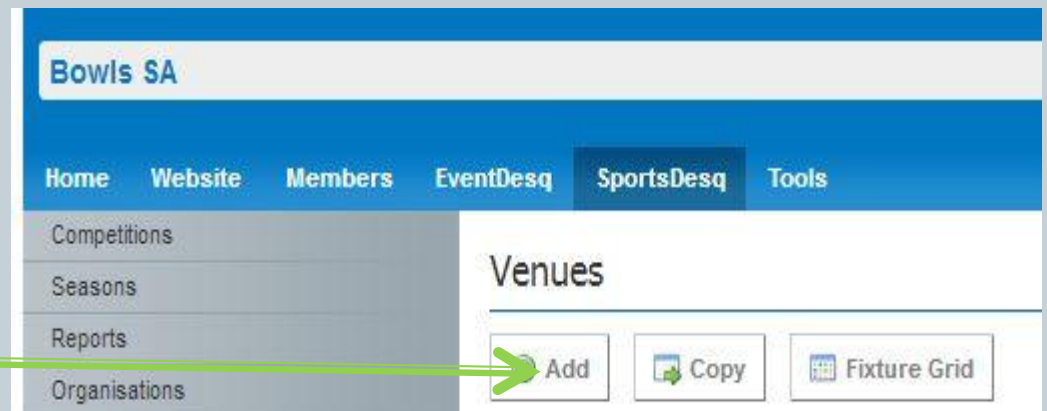 Bowls SA
Home Website Members EventDesq SportsDesq Tools
Competitions
Seasons
Reports
Organisations
Venues
Add Copy Fixture Grid